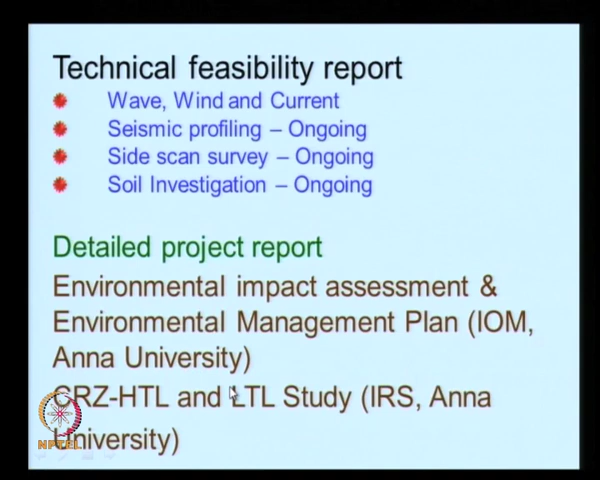 Technical feasibility report
Wave, Wind and Current
Seismic profiling – Ongoing
Side scan survey – Ongoing
Soil Investigation – Ongoing
Detailed project report
Environmental impact assessment &
Environmental Management Plan (IOM,
Anna University)
CRZ-HTL and LTL Study (IRS, Anna
University)
NPTEL